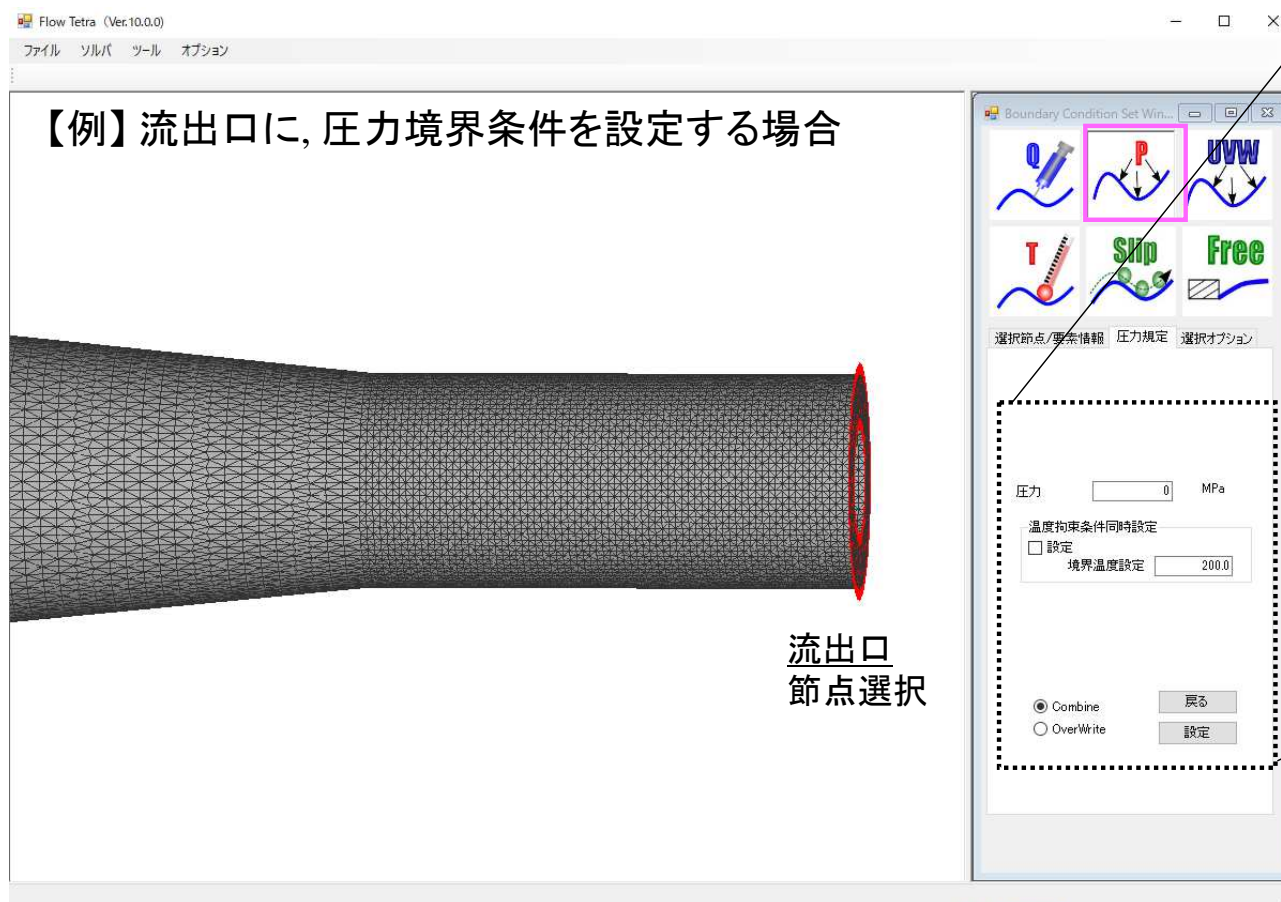 Flow Tetra (Ver.10.0.0)
ファイル ソルバ ツール オプション
【例】流出口に, 圧力境界条件を設定する場合
Boundary Condition Set Win...
Q P UVW
T Slip Free
選択節点/要素情報 圧力規定 選択オプション
圧力 0 MPa
温度拘束条件同時設定
設定
境界温度設定 200.0
流出口
節点選択
Combine 戻る
OverWrite 設定